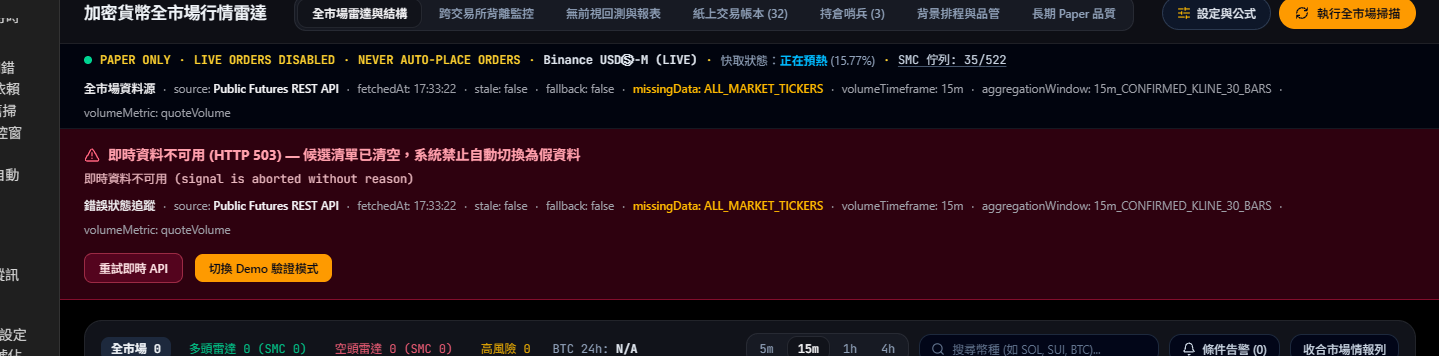 加密貨幣全市場行情雷達 全市場雷達與結構 跨交易所背離監控 無前視回測與報表 紙上交易帳本 (32) 持倉哨兵 (3) 背景排程與品管 長期 Paper 品質 設定與公式 執行全市場掃描
PAPER ONLY · LIVE ORDERS DISABLED · NEVER AUTO-PLACE ORDERS · Binance USDⓈ-M (LIVE) · 快取狀態：正在預熱 (15.77%) · SMC 佇列: 35/522
全市場資料源 · source: Public Futures REST API · fetchedAt: 17:33:22 · stale: false · fallback: false · missingData: ALL_MARKET_TICKERS · volumeTimeframe: 15m · aggregationWindow: 15m_CONFIRMED_KLINE_30_BARS ·
volumeMetric: quoteVolume
即時資料不可用 (HTTP 503) — 候選清單已清空，系統禁止自動切換為假資料
即時資料不可用 (signal is aborted without reason)
錯誤狀態追蹤 · source: Public Futures REST API · fetchedAt: 17:33:22 · stale: false · fallback: false · missingData: ALL_MARKET_TICKERS · volumeTimeframe: 15m · aggregationWindow: 15m_CONFIRMED_KLINE_30_BARS ·
volumeMetric: quoteVolume
重試即時 API 切換 Demo 驗證模式
全市場 0 多頭雷達 0 (SMC 0) 空頭雷達 0 (SMC 0) 高風險 0 BTC 24h: N/A 5m 15m 1h 4h 搜尋幣種 (如 SOL, SUI, BTC)... 條件告警 (0) 收合市場情報列
錯
依賴
掃
控窗
自動
訊
設定